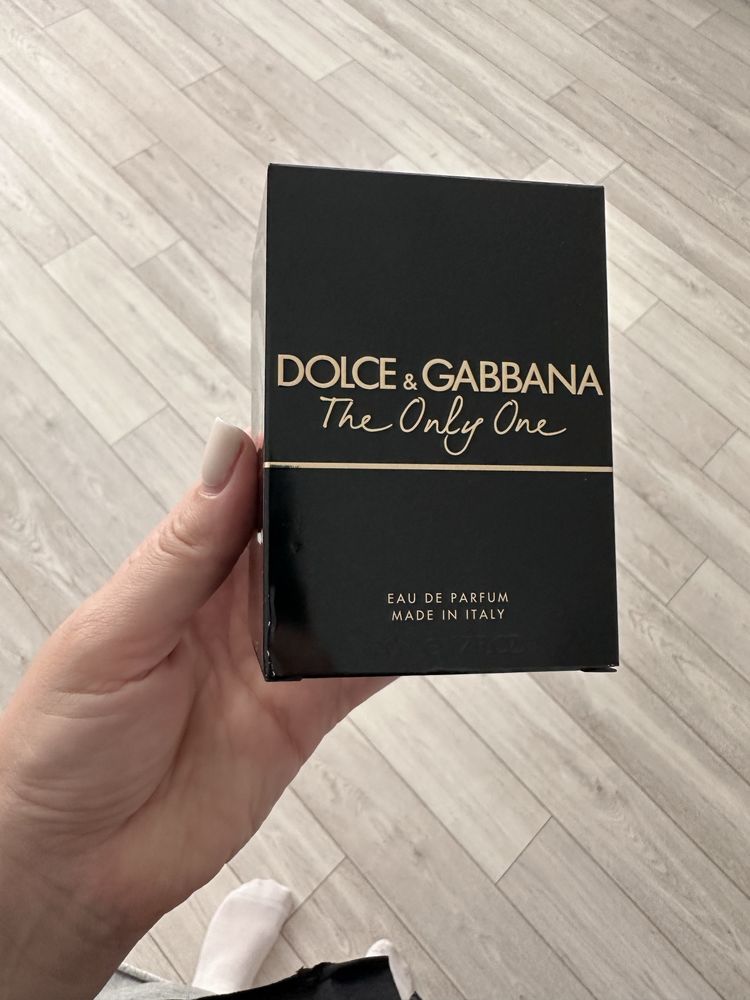 DOLCE & GABBANA
The Only One
EAU DE PARFUM
MADE IN ITALY